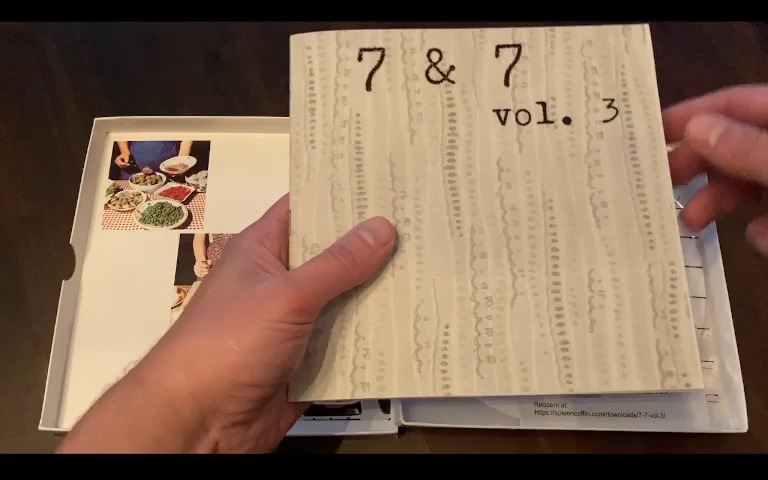 7 & 7
vol. 3
Redeem at:
https://spleencoffin.com/downloads/7-7-vol-3/